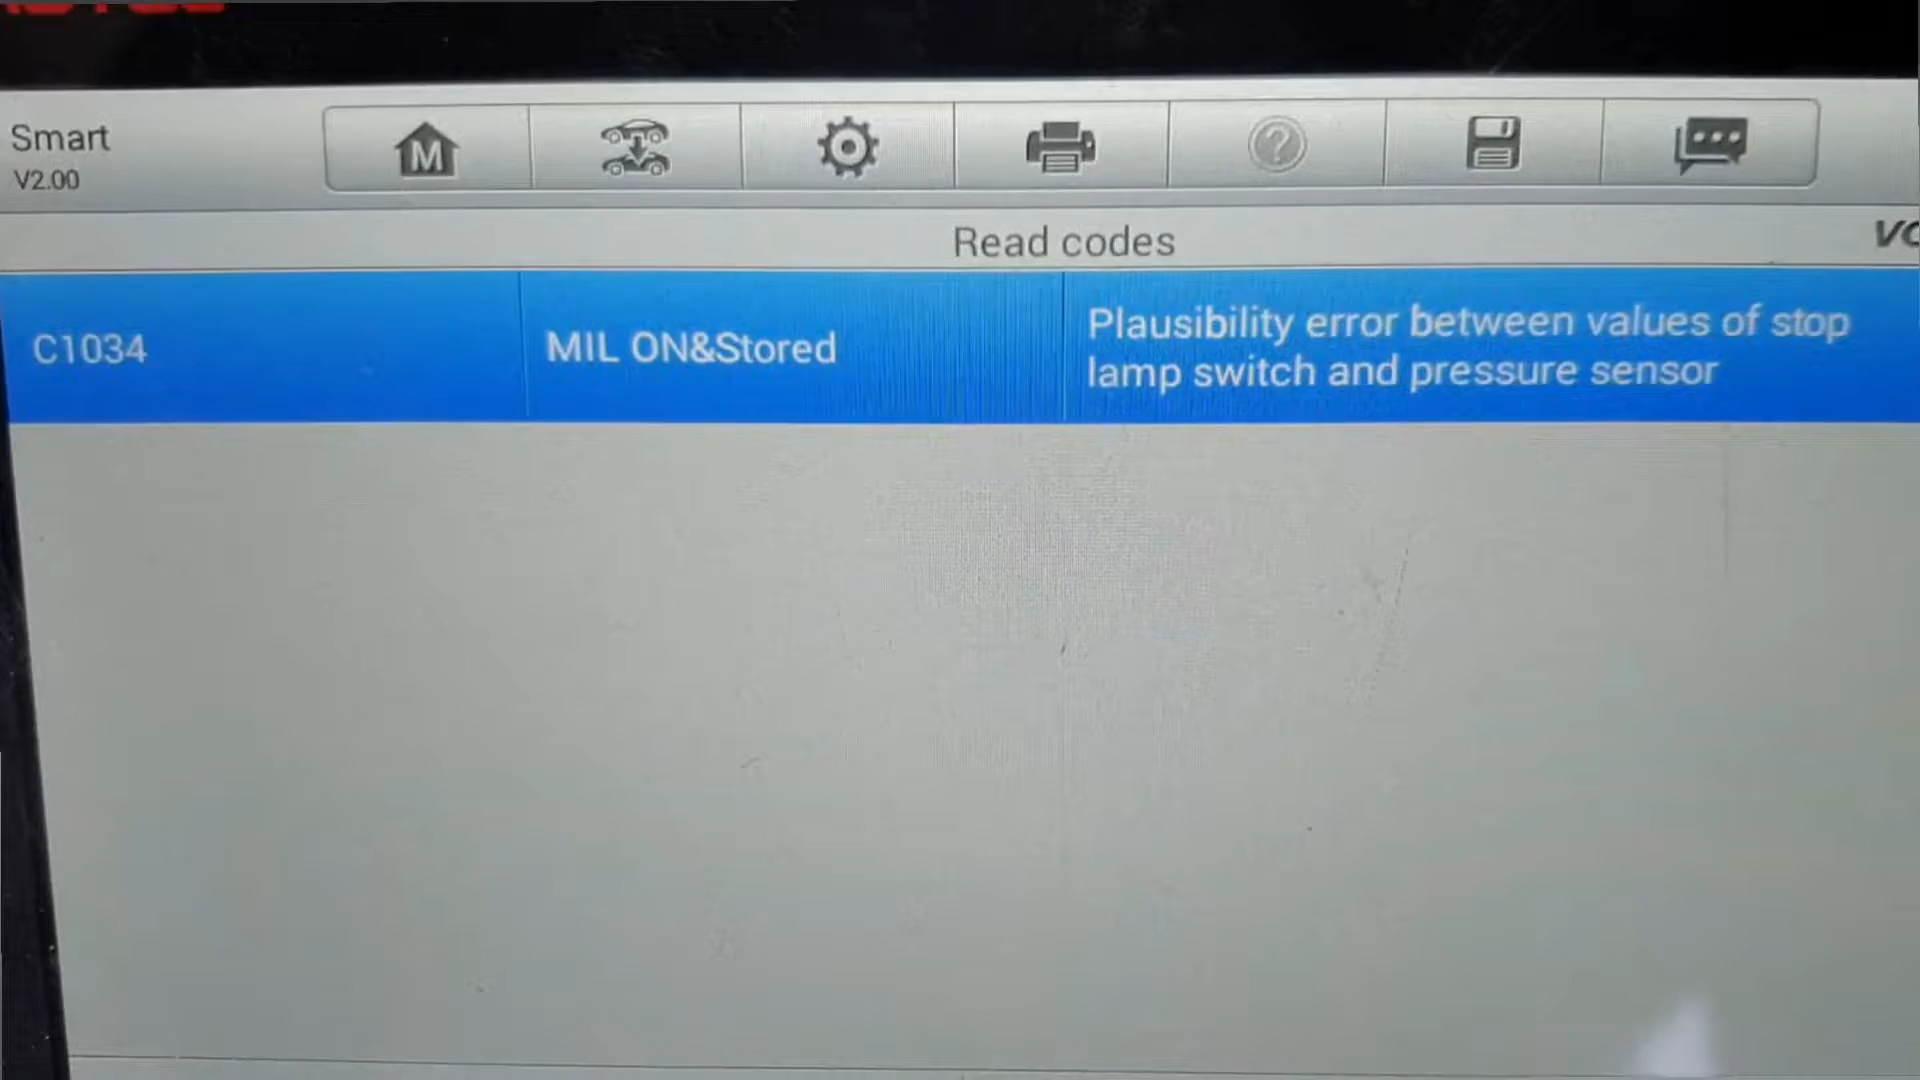 Smart
V2.00
M
Read codes
VC
C1034
MIL ON&Stored
Plausibility error between values of stop
lamp switch and pressure sensor